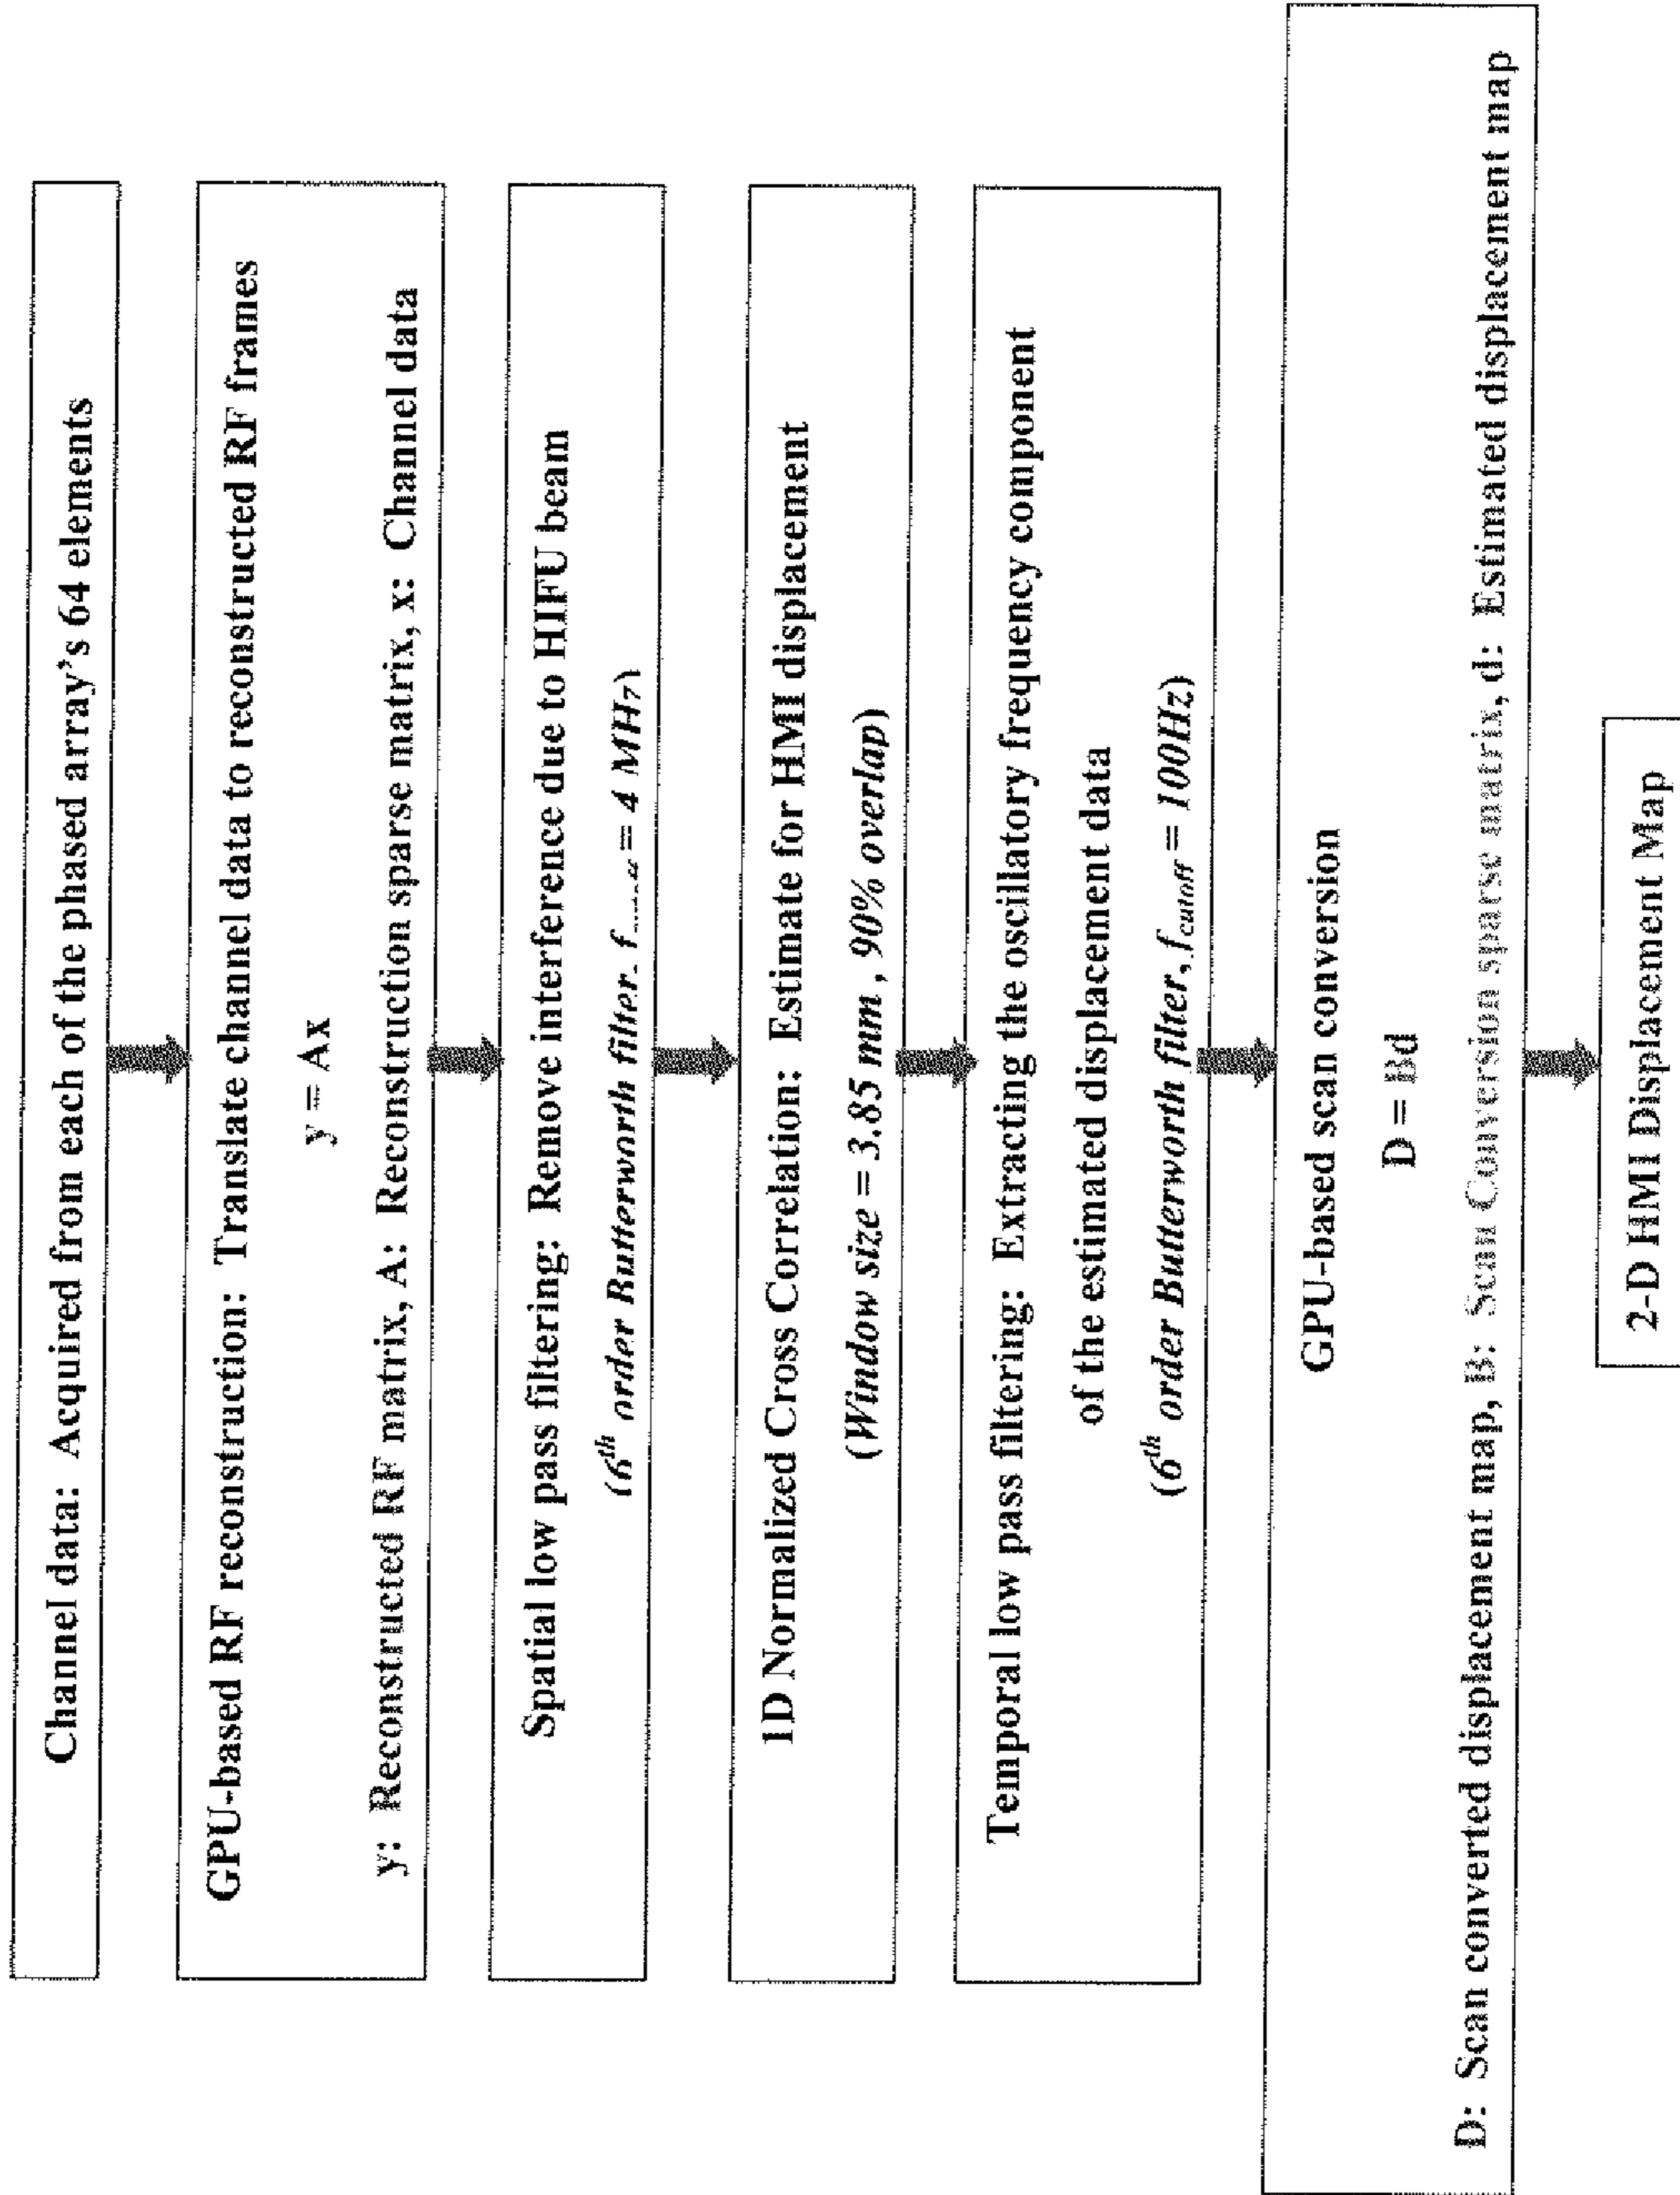 Channel data: Acquired from each of the phased array's 64 elements
GPU-based RF reconstruction: Translate channel data to reconstructed RF frames
y = Ax
y: Reconstructed RF matrix, A: Reconstruction sparse matrix, x: Channel data
Spatial low pass filtering: Remove interference due to HIFU beam
(6th order Butterworth filter, = 4 MHz)
1D Normalized Cross Correlation: Estimate for HMI displacement
(Window size = 3.85 mm, 90% overlap)
Temporal low pass filtering: Extracting the oscillatory frequency component
of the estimated displacement data
(6th order Butterworth filter, fcutoff = 100Hz)
GPU-based scan conversion
D = Bd
D: Scan converted displacement map, B: Scan Conversion sparse matrix, d: Estimated displacement map
2-D HMI Displacement Map